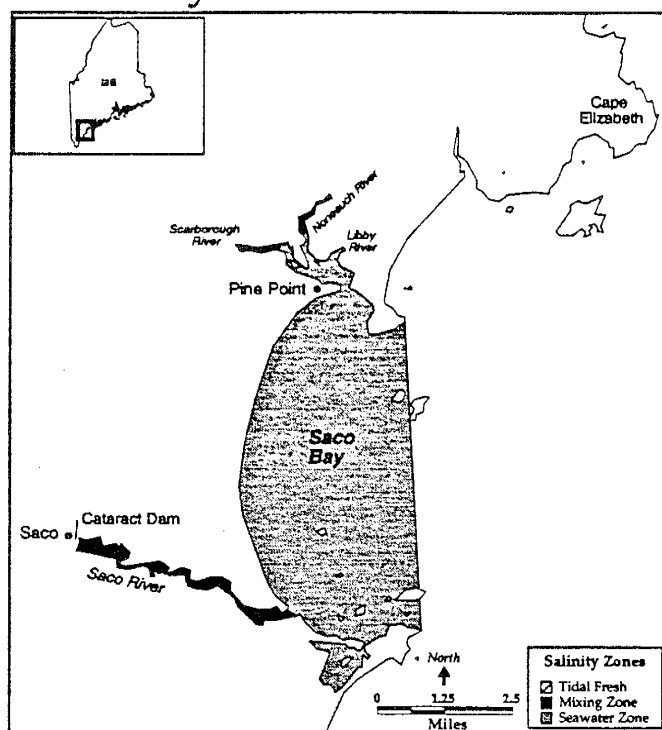 Cape
Elizabeth
Nonesuch River
Scarborough
River
Libby
River
Pine Point
Saco
Bay
Cataract Dam
Saco
Saco River
North
0 1.25 2.5
Miles
Salinity Zones
Tidal Fresh
Mixing Zone
Seawater Zone